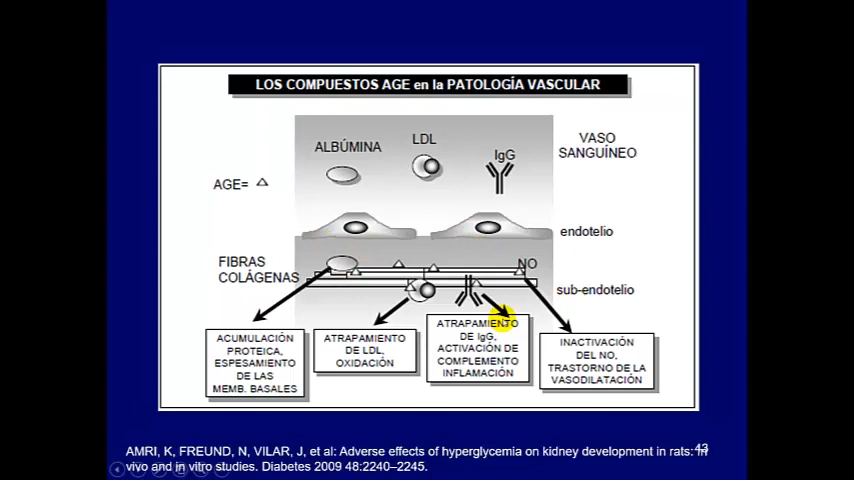 LOS COMPUESTOS AGE en la PATOLOGÍA VASCULAR
ALBÚMINA
LDL
IgG
VASO
SANGUÍNEO
AGE=
endotelio
FIBRAS
COLÁGENAS
NO
sub-endotelio
ACUMULACIÓN
PROTEICA,
ESPESAMIENTO
DE LAS
MEMB. BASALES
ATRAPAMIENTO
DE LDL,
OXIDACIÓN
ATRAPAMIENTO
DE IgG,
ACTIVACIÓN DE
COMPLEMENTO
INFLAMACIÓN
INACTIVACIÓN
DEL NO,
TRASTORNO DE LA
VASODILATACIÓN
AMRI, K, FREUND, N, VILAR, J, et al: Adverse effects of hyperglycemia on kidney development in rats: In
vivo and in vitro studies. Diabetes 2009 48:2240–2245.
43